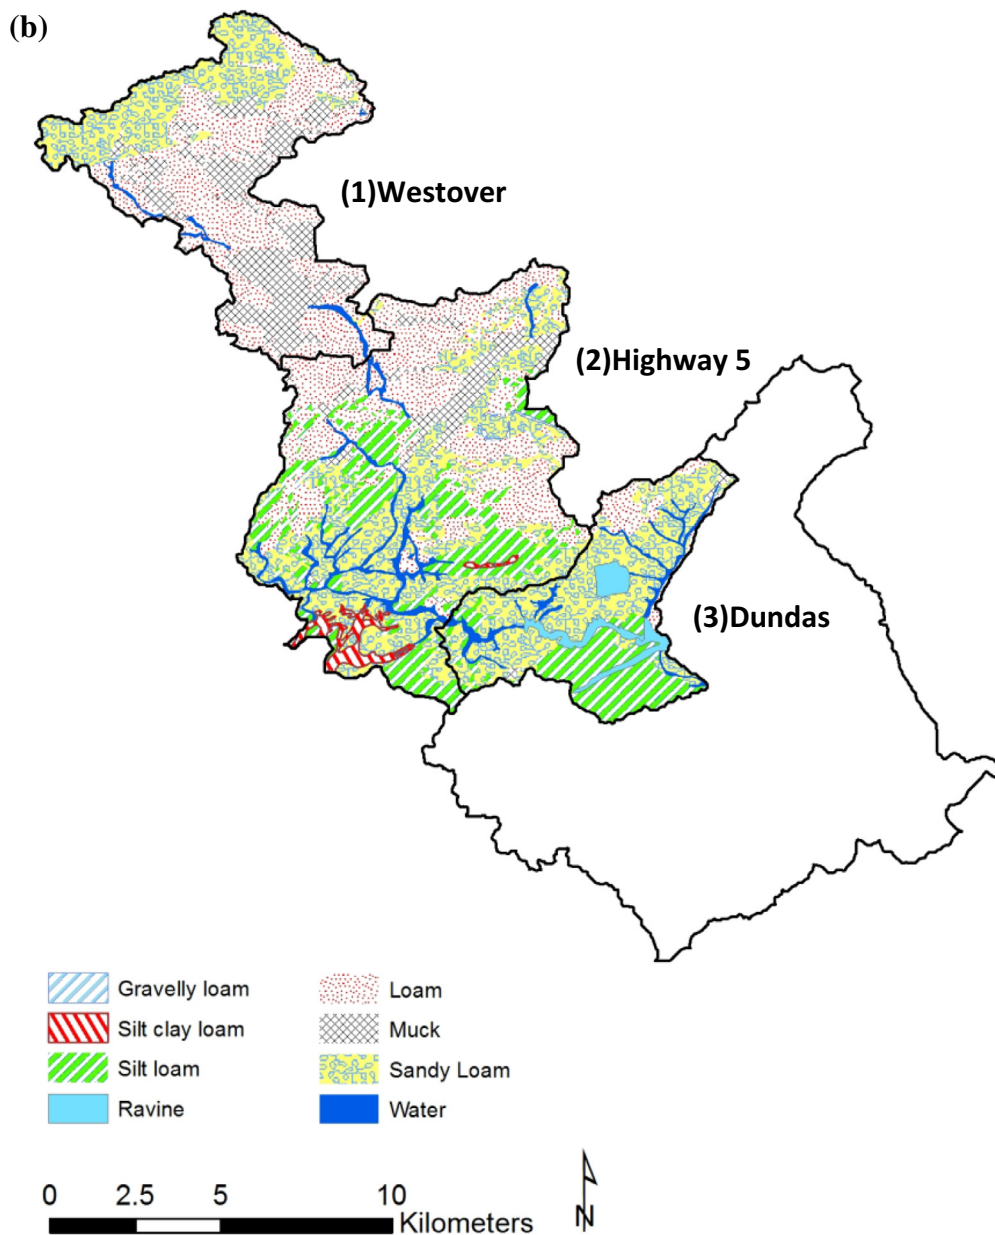 (b)
(1)Westover
(2)Highway 5
(3)Dundas
Gravelly loam
Silt clay loam
Silt loam
Ravine
Loam
Muck
Sandy Loam
Water
0 2.5 5 10
Kilometers
N